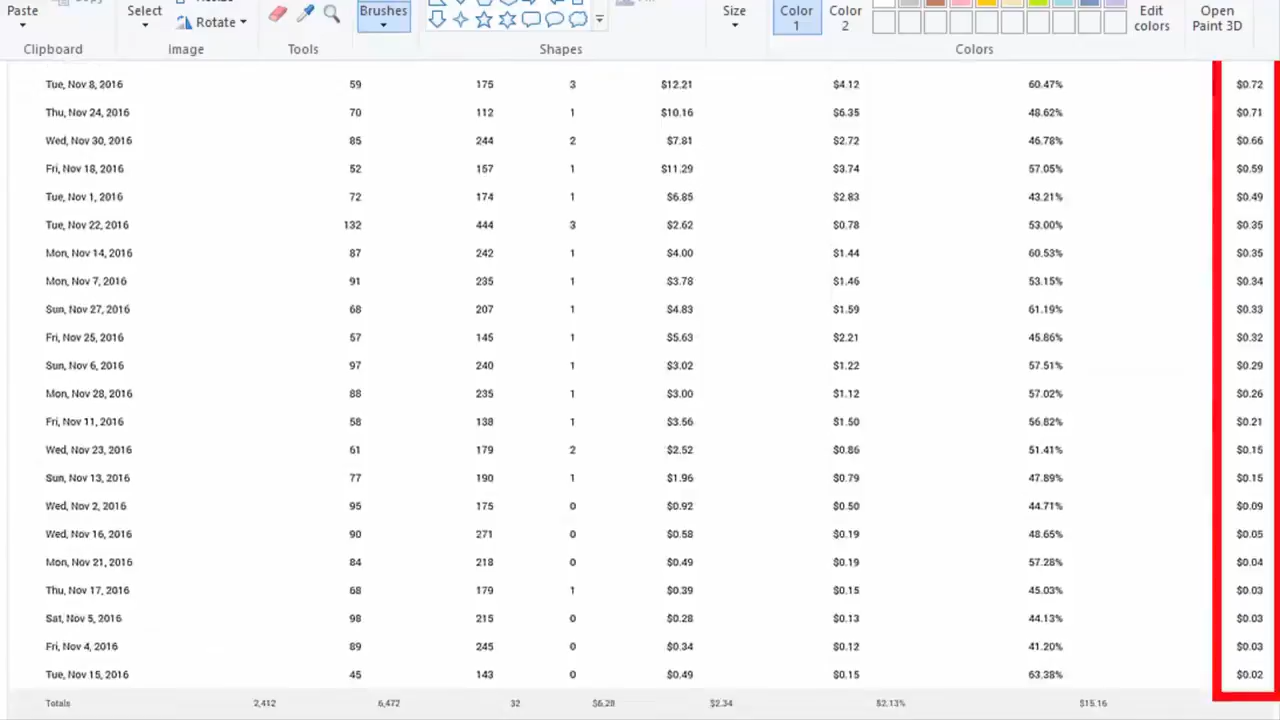 Paste Select Rotate Brushes Size Color 1 Color 2 Edit colors Open Paint 3D
Clipboard Image Tools Shapes Colors
Tue, Nov 8, 2016 59 175 3 $12.21 $4.12 60.47% $0.72
Thu, Nov 24, 2016 70 112 1 $10.16 $6.35 48.62% $0.71
Wed, Nov 30, 2016 85 244 2 $7.81 $2.72 46.78% $0.66
Fri, Nov 18, 2016 52 157 1 $11.29 $3.74 57.05% $0.59
Tue, Nov 1, 2016 72 174 1 $6.85 $2.83 43.21% $0.49
Tue, Nov 22, 2016 132 444 3 $2.62 $0.78 53.00% $0.35
Mon, Nov 14, 2016 87 242 1 $4.00 $1.44 60.53% $0.35
Mon, Nov 7, 2016 91 235 1 $3.78 $1.46 53.15% $0.34
Sun, Nov 27, 2016 68 207 1 $4.83 $1.59 61.19% $0.33
Fri, Nov 25, 2016 57 145 1 $5.63 $2.21 45.86% $0.32
Sun, Nov 6, 2016 97 240 1 $3.02 $1.22 57.51% $0.29
Mon, Nov 28, 2016 88 235 1 $3.00 $1.12 57.02% $0.26
Fri, Nov 11, 2016 58 138 1 $3.56 $1.50 56.82% $0.21
Wed, Nov 23, 2016 61 179 2 $2.52 $0.86 51.41% $0.15
Sun, Nov 13, 2016 77 190 1 $1.96 $0.79 47.89% $0.15
Wed, Nov 2, 2016 95 175 0 $0.92 $0.50 44.71% $0.09
Wed, Nov 16, 2016 90 271 0 $0.58 $0.19 48.65% $0.05
Mon, Nov 21, 2016 84 218 0 $0.49 $0.19 57.28% $0.04
Thu, Nov 17, 2016 68 179 1 $0.39 $0.15 45.03% $0.03
Sat, Nov 5, 2016 98 215 0 $0.28 $0.13 44.13% $0.03
Fri, Nov 4, 2016 89 245 0 $0.34 $0.12 41.20% $0.03
Tue, Nov 15, 2016 45 143 0 $0.49 $0.15 63.38% $0.02
Totals 2,412 6,472 32 $6.28 $2.34 52.13% $15.16